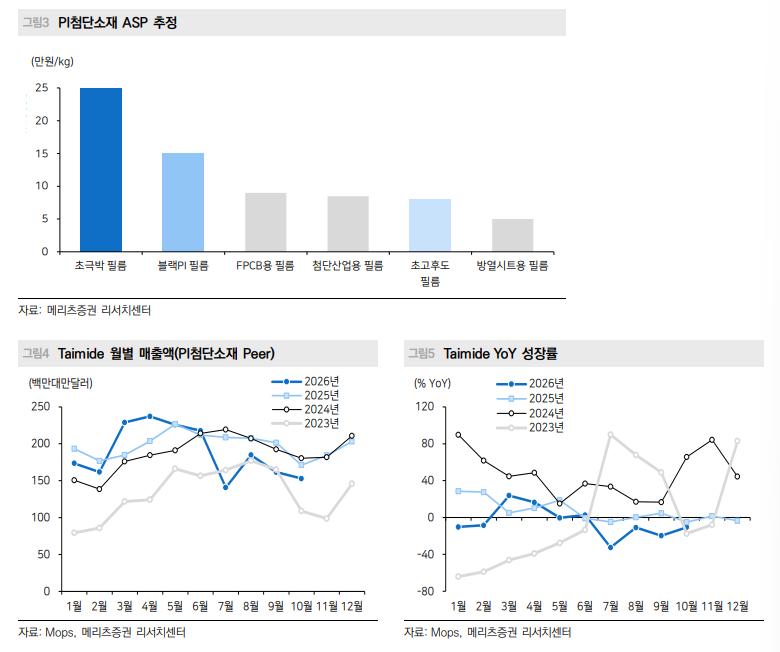 그림3 PI첨단소재 ASP 추정
(만원/kg)
25
20
15
10
5
0
초극박 필름 블랙PI 필름 FPCB용 필름 첨단산업용 필름 초고후도 방열시트용 필름
필름
자료: 메리츠증권 리서치센터
그림4 Taimide 월별 매출액(PI첨단소재 Peer)
(백만대만달러)
2026년
2025년
2024년
2023년
250
200
150
100
50
0
1월 2월 3월 4월 5월 6월 7월 8월 9월 10월 11월 12월
자료: Mops, 메리츠증권 리서치센터
그림5 Taimide YoY 성장률
(% YoY)
2026년
2025년
2024년
2023년
120
80
40
0
-40
-80
1월 2월 3월 4월 5월 6월 7월 8월 9월 10월 11월 12월
자료: Mops, 메리츠증권 리서치센터